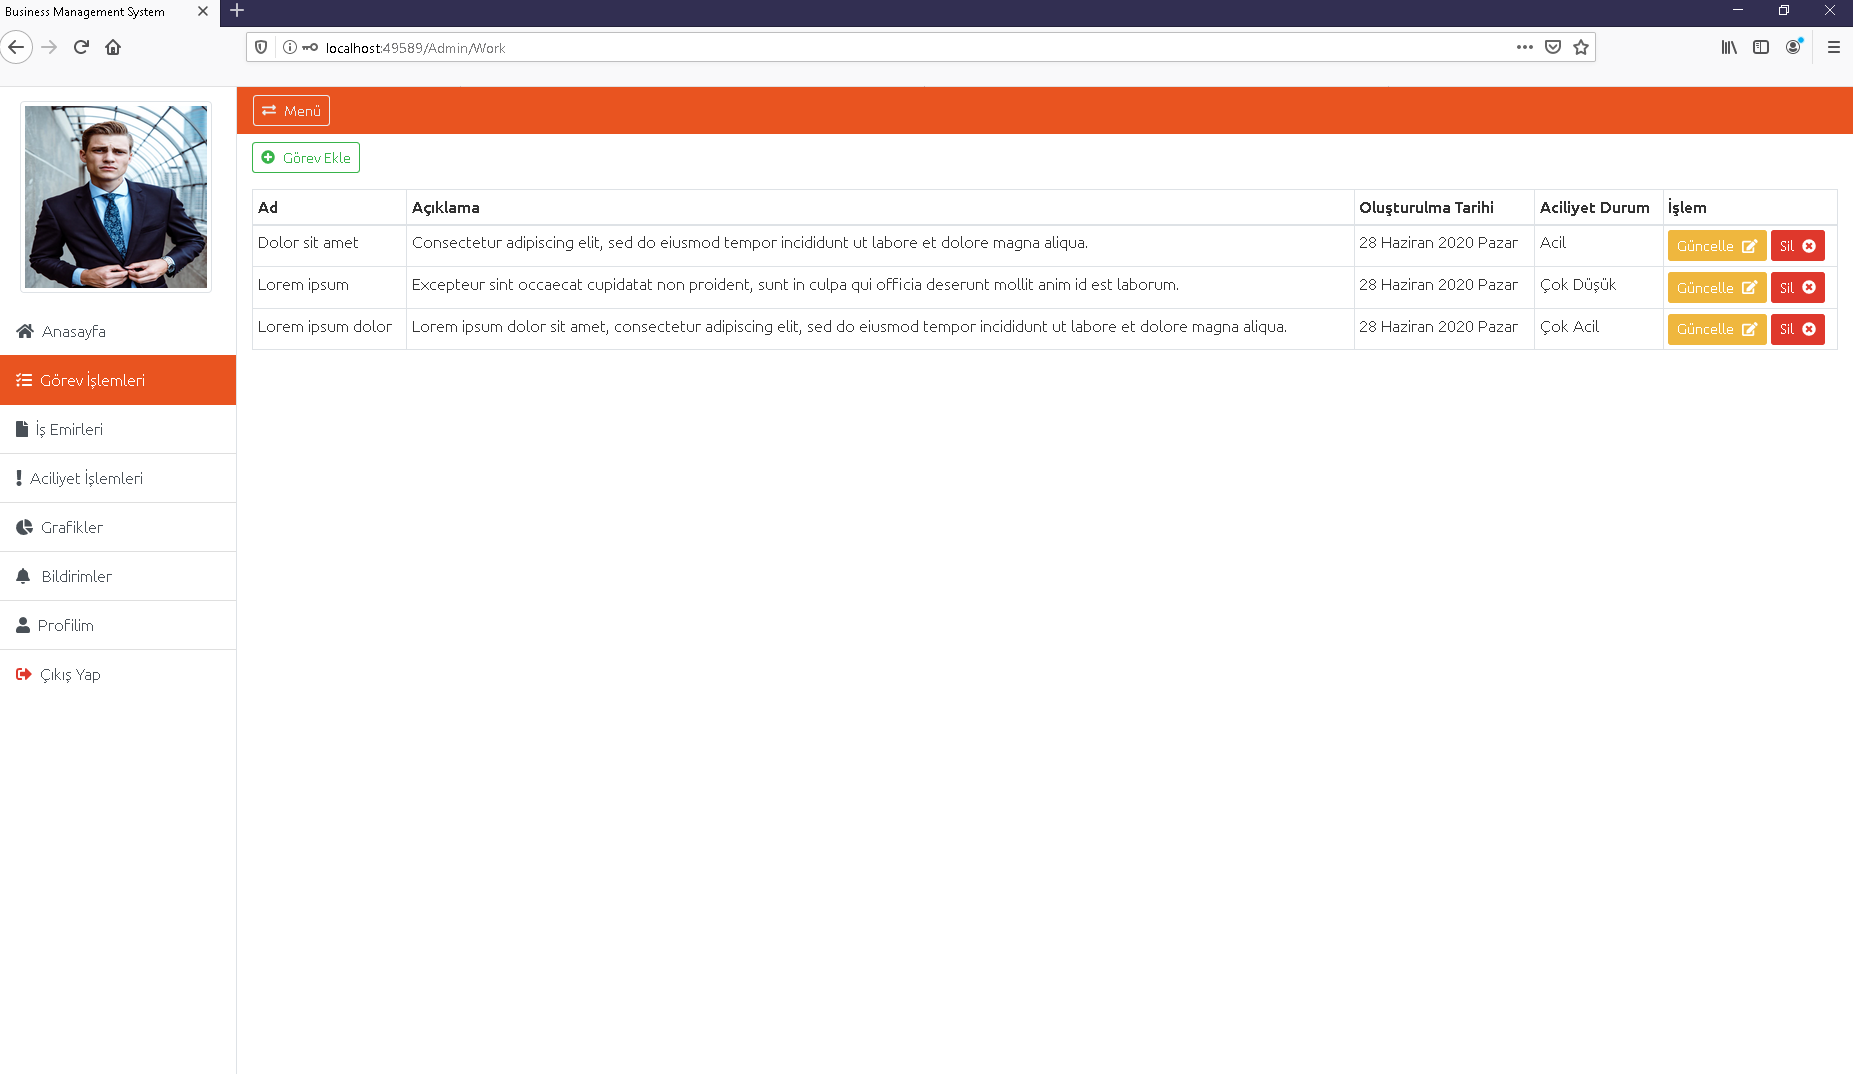 Business Management System
localhost:49589/Admin/Work
Menü
Görev Ekle
Ad Açıklama Oluşturulma Tarihi Aciliyet Durum İşlem
Dolor sit amet Consectetur adipiscing elit, sed do eiusmod tempor incididunt ut labore et dolore magna aliqua. 28 Haziran 2020 Pazar Acil Güncelle Sil
Lorem ipsum Excepteur sint occaecat cupidatat non proident, sunt in culpa qui officia deserunt mollit anim id est laborum. 28 Haziran 2020 Pazar Çok Düşük Güncelle Sil
Lorem ipsum dolor Lorem ipsum dolor sit amet, consectetur adipiscing elit, sed do eiusmod tempor incididunt ut labore et dolore magna aliqua. 28 Haziran 2020 Pazar Çok Acil Güncelle Sil
Anasayfa
Görev İşlemleri
İş Emirleri
Aciliyet İşlemleri
Grafikler
Bildirimler
Profilim
Çıkış Yap